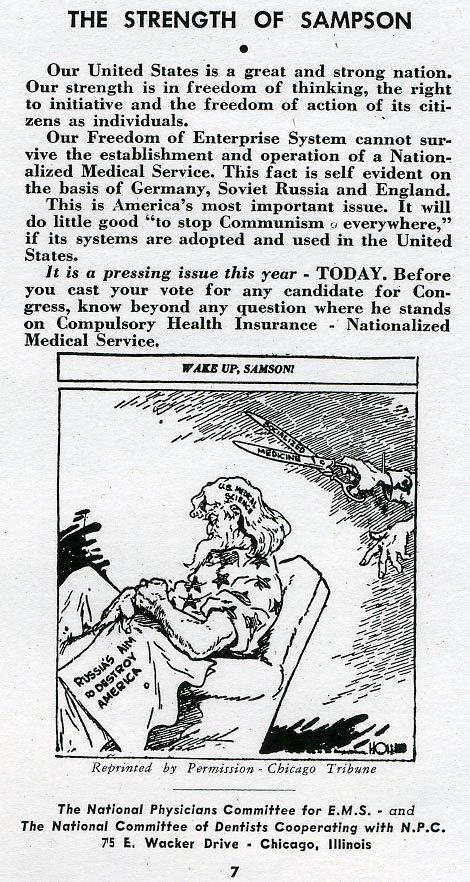 THE STRENGTH OF SAMPSON
●
Our United States is a great and strong nation.
Our strength is in freedom of thinking, the right
to initiative and the freedom of action of its citi-
zens as individuals.
Our Freedom of Enterprise System cannot sur-
vive the establishment and operation of a Nation-
alized Medical Service. This fact is self evident on
the basis of Germany, Soviet Russia and England.
This is America's most important issue. It will
do little good "to stop Communism everywhere,"
if its systems are adopted and used in the United
States.
It is a pressing issue this year - TODAY. Before
you cast your vote for any candidate for Con-
gress, know beyond any question where he stands
on Compulsory Health Insurance - Nationalized
Medical Service.
WAKE UP, SAMSON!
SOCIALIZED
MEDICINE
U.S. MEDICAL
SCIENCE
RUSSIA'S AIM
TO DESTROY
AMERICA
Reprinted by Permission - Chicago Tribune
The National Physicians Committee for E.M.S. - and
The National Committee of Dentists Cooperating with N.P.C.
75 E. Wacker Drive - Chicago, Illinois
7